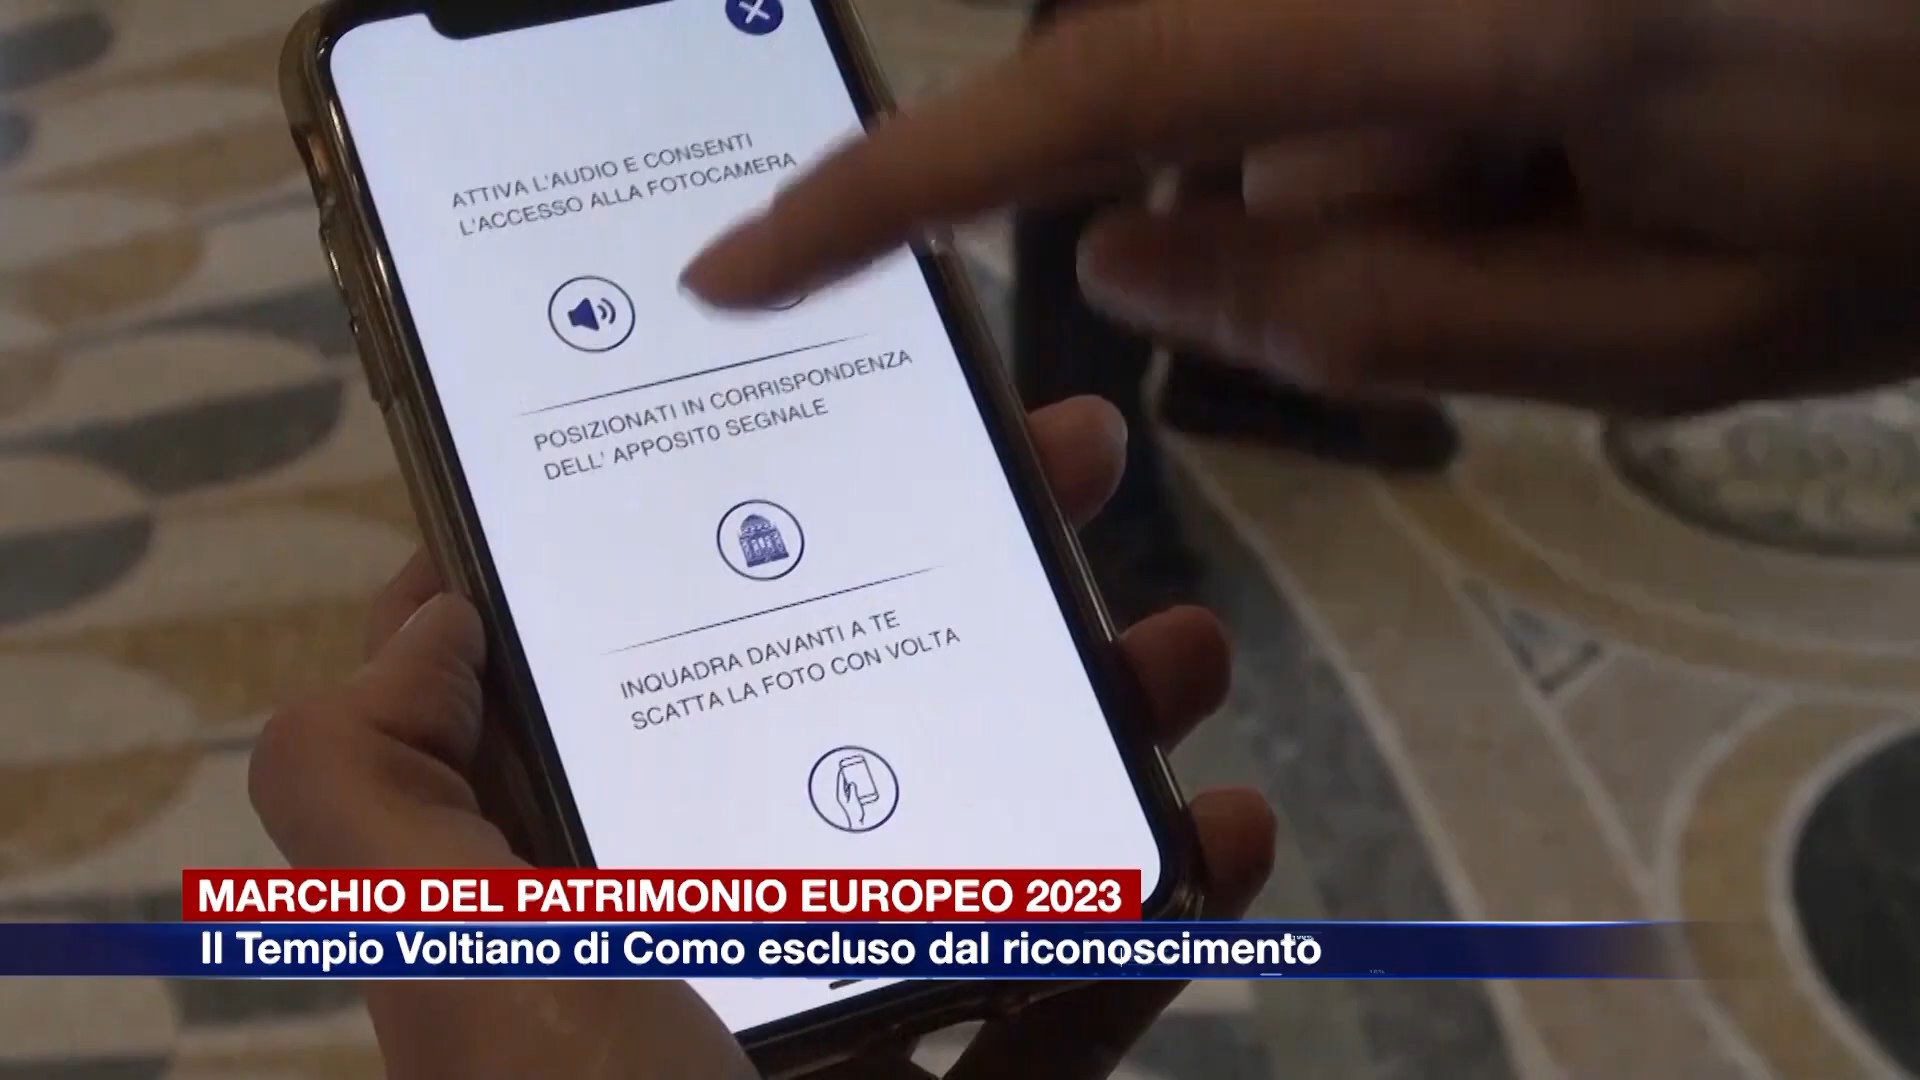 ATTIVA L'AUDIO E CONSENTI
L'ACCESSO ALLA FOTOCAMERA
POSIZIONATI IN CORRISPONDENZA
DELL' APPOSIT0 SEGNALE
INQUADRA DAVANTI A TE
SCATTA LA FOTO CON VOLTA
MARCHIO DEL PATRIMONIO EUROPEO 2023
Il Tempio Voltiano di Como escluso dal riconoscimento